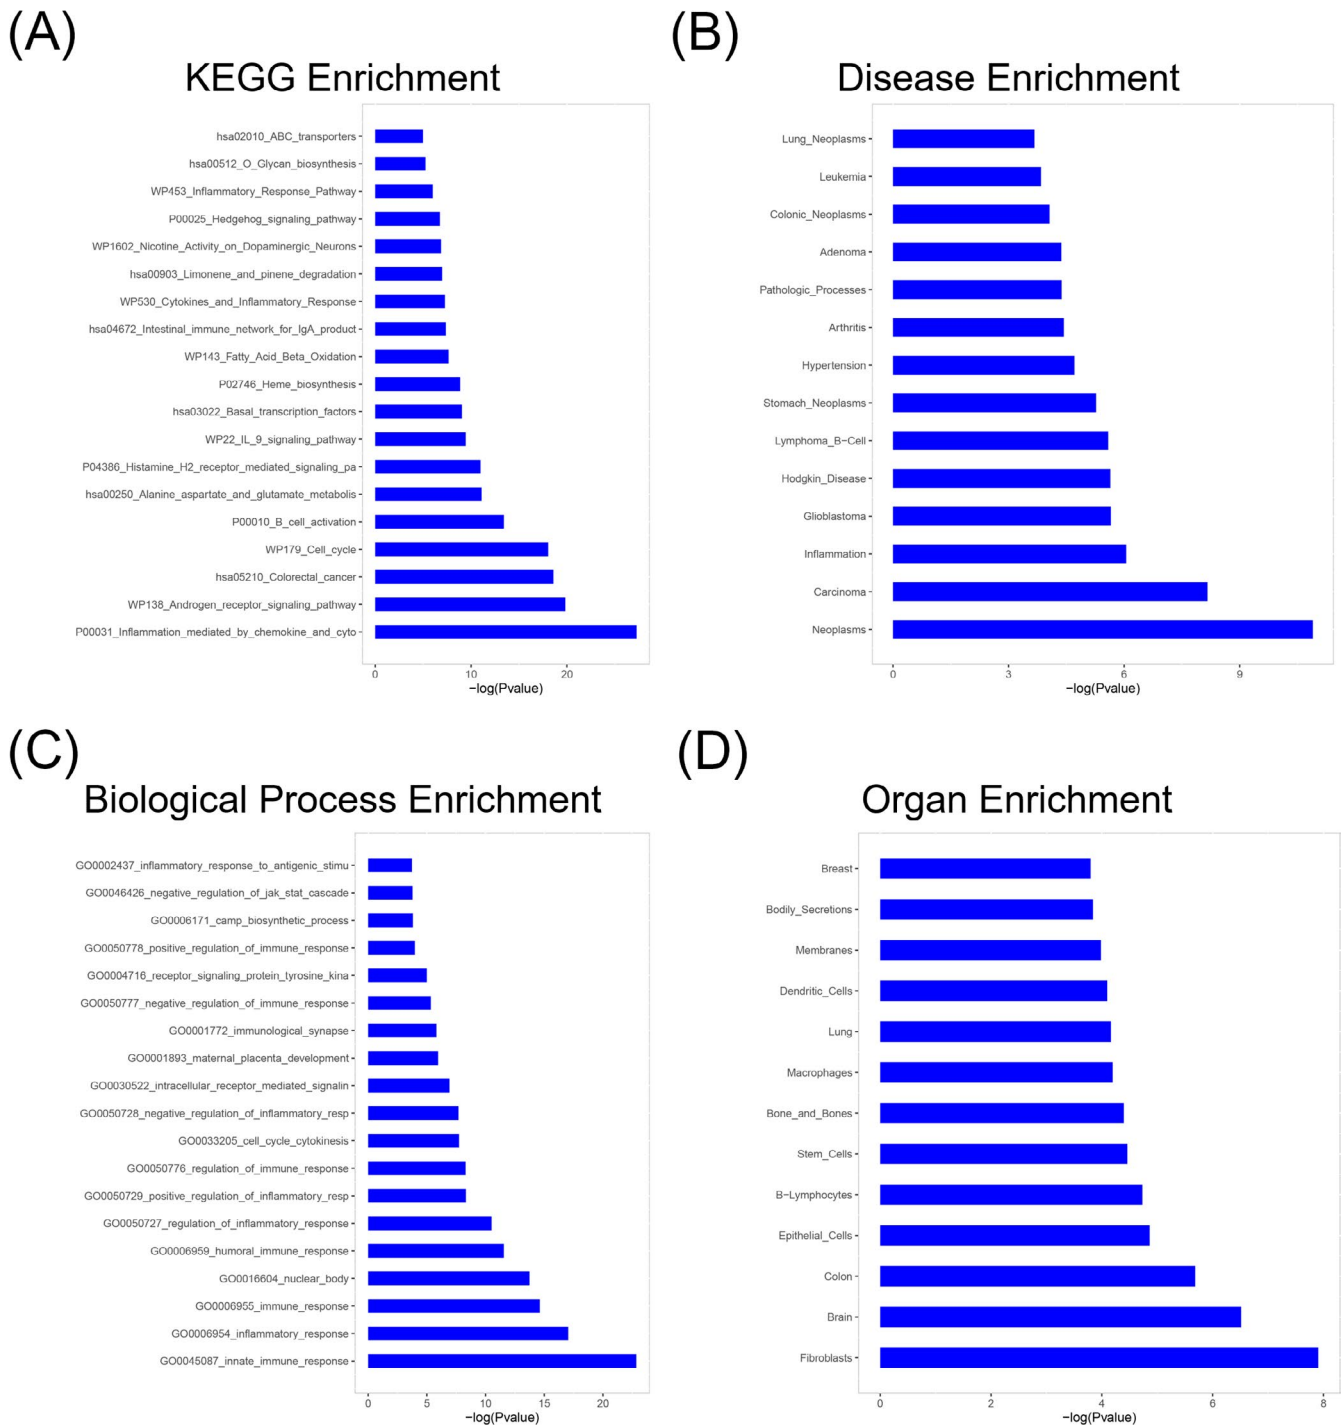 (A)
KEGG Enrichment
hsa02010_ABC_transporters
hsa00512_O_Glycan_biosynthesis
WP453_Inflammatory_Response_Pathway
P00025_Hedgehog_signaling_pathway
WP1602_Nicotine_Activity_on_Dopaminergic_Neurons
hsa00903_Limonene_and_pinene_degradation
WP530_Cytokines_and_Inflammatory_Response
hsa04672_Intestinal_immune_network_for_IgA_product
WP143_Fatty_Acid_Beta_Oxidation
P02746_Heme_biosynthesis
hsa03022_Basal_transcription_factors
WP22_IL_9_signaling_pathway
P04386_Histamine_H2_receptor_mediated_signaling_pa
hsa00250_Alanine_aspartate_and_glutamate_metabolis
P00010_B_cell_activation
WP179_Cell_cycle
hsa05210_Colorectal_cancer
WP138_Androgen_receptor_signaling_pathway
P00031_Inflammation_mediated_by_chemokine_and_cyto
0 10 20
−log(Pvalue)
(B)
Disease Enrichment
Lung_Neoplasms
Leukemia
Colonic_Neoplasms
Adenoma
Pathologic_Processes
Arthritis
Hypertension
Stomach_Neoplasms
Lymphoma_B−Cell
Hodgkin_Disease
Glioblastoma
Inflammation
Carcinoma
Neoplasms
0 3 6 9
−log(Pvalue)
(C)
Biological Process Enrichment
GO0002437_inflammatory_response_to_antigenic_stimu
GO0046426_negative_regulation_of_jak_stat_cascade
GO0006171_camp_biosynthetic_process
GO0050778_positive_regulation_of_immune_response
GO0004716_receptor_signaling_protein_tyrosine_kina
GO0050777_negative_regulation_of_immune_response
GO0001772_immunological_synapse
GO0001893_maternal_placenta_development
GO0030522_intracellular_receptor_mediated_signalin
GO0050728_negative_regulation_of_inflammatory_resp
GO0033205_cell_cycle_cytokinesis
GO0050776_regulation_of_immune_response
GO0050729_positive_regulation_of_inflammatory_resp
GO0050727_regulation_of_inflammatory_response
GO0006959_humoral_immune_response
GO0016604_nuclear_body
GO0006955_immune_response
GO0006954_inflammatory_response
GO0045087_innate_immune_response
0 5 10 15 20
−log(Pvalue)
(D)
Organ Enrichment
Breast
Bodily_Secretions
Membranes
Dendritic_Cells
Lung
Macrophages
Bone_and_Bones
Stem_Cells
B−Lymphocytes
Epithelial_Cells
Colon
Brain
Fibroblasts
0 2 4 6 8
−log(Pvalue)